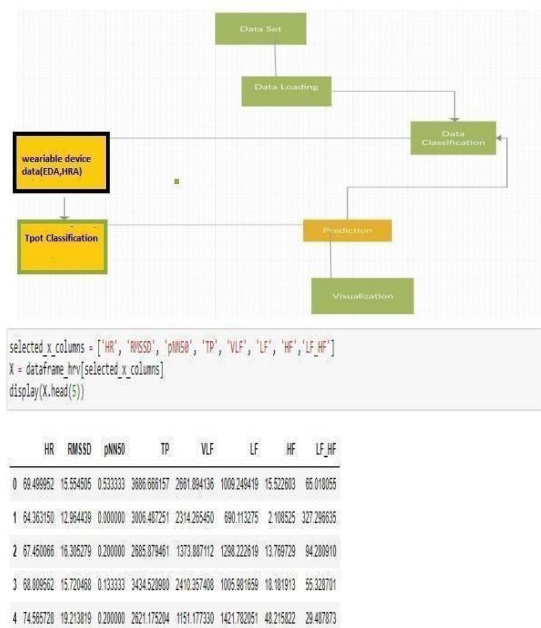 Data Set
Data Loading
Data
Classification
weariable device
data(EDA,HRA)
Tpot Classification
Prediction
Visualization
selected_x_columns = ['HR', 'RMSSD', 'pNN50', 'TP', 'VLF', 'LF', 'HF','LF_HF']
X = dataframe_hrv[selected_x_columns]
display(X.head(5))
HR RMSSD pNN50 TP VLF LF HF LF_HF
0 69.499952 15.554505 0.533333 3686.666157 2661.894136 1009.249419 15.522603 65.018055
1 64.363150 12.964439 0.000000 3006.487251 2314.265450 690.113275 2.108525 327.296635
2 67.450066 16.305279 0.200000 2685.879461 1373.887112 1298.222619 13.769729 94.280910
3 68.809562 15.720468 0.133333 3434.520980 2410.357408 1005.981659 18.181913 55.328701
4 74.565728 19.213819 0.200000 2621.175204 1151.177330 1421.782051 48.215822 29.487873